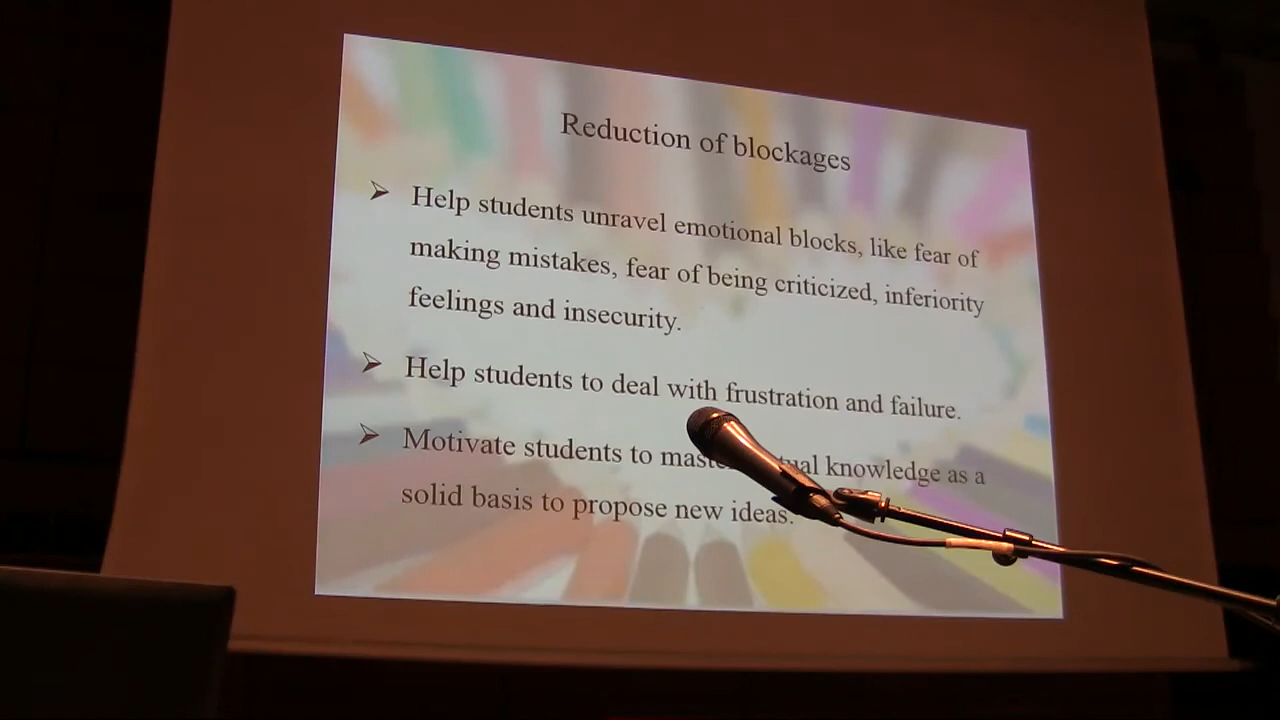 Reduction of blockages
Help students unravel emotional blocks, like fear of
making mistakes, fear of being criticized, inferiority
feelings and insecurity.
Help students to deal with frustration and failure.
Motivate students to knowledge as a
solid basis to propose new ideas.